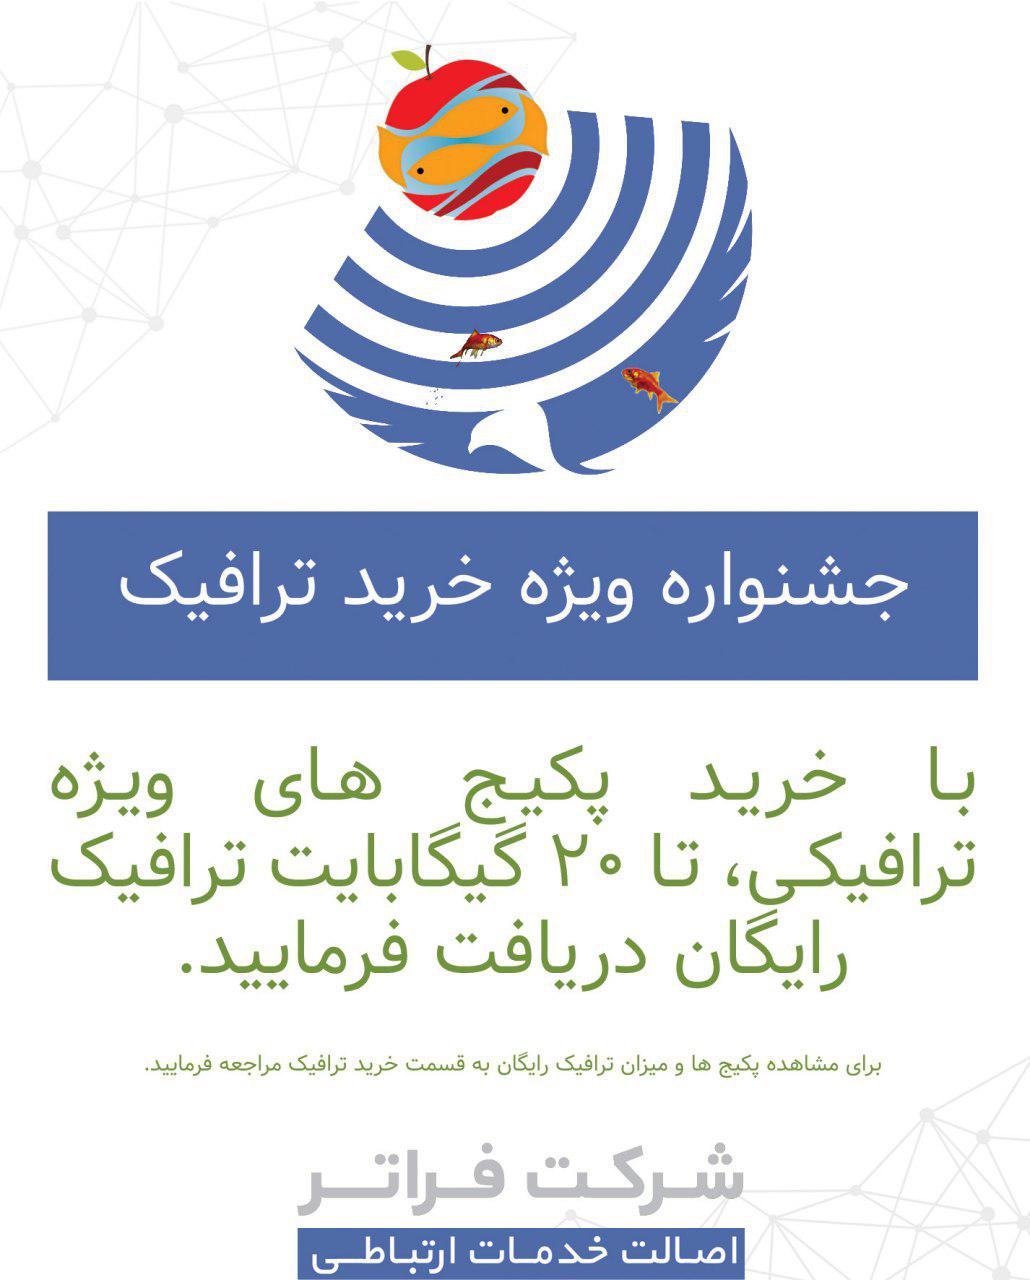 جشنواره ویژه خرید ترافیک
با خرید پکیج های ویژه
ترافیکی، تا ۲۰ گیگابایت ترافیک
رایگان دریافت فرمایید.
برای مشاهده پکیج ها و میزان ترافیک رایگان به قسمت خرید ترافیک مراجعه فرمایید.
شرکت فراتر
اصالت خدمات ارتباطی